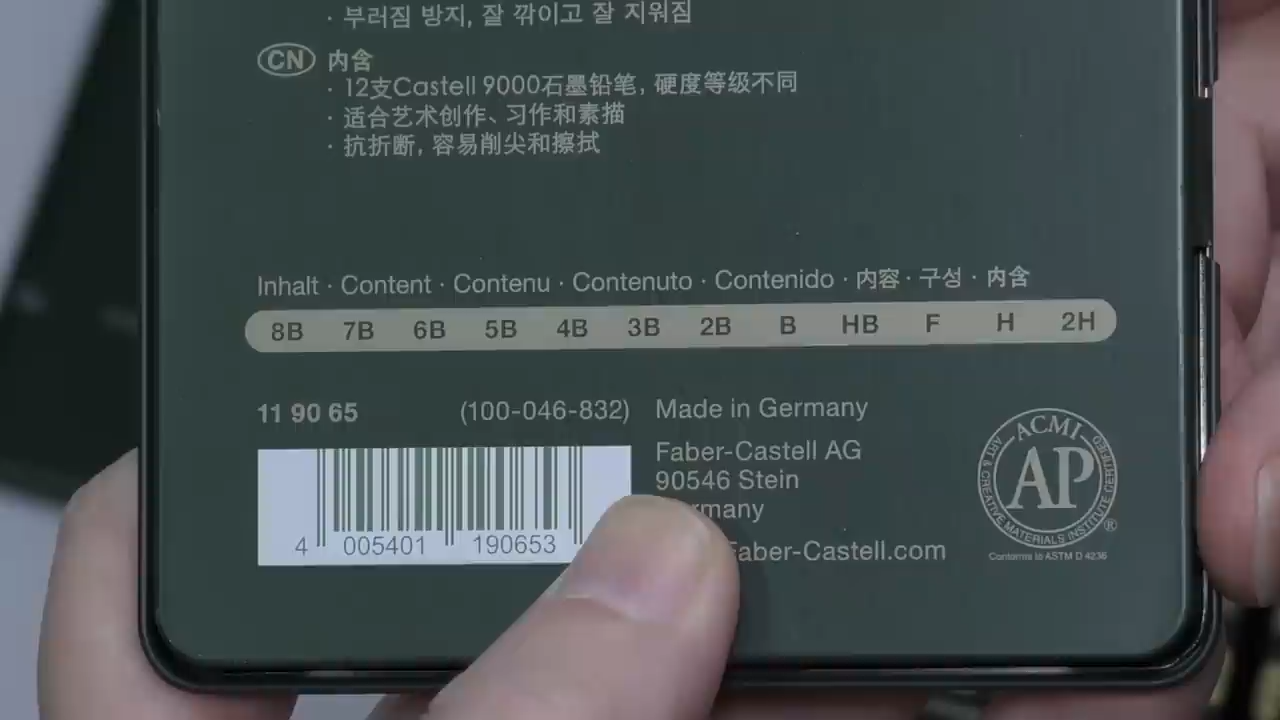 · 부러짐 방지, 잘 깎이고 잘 지워짐
CN 内含
· 12支Castell 9000石墨铅笔, 硬度等级不同
· 适合艺术创作、习作和素描
· 抗折断, 容易削尖和擦拭
Inhalt · Content · Contenu · Contenuto · Contenido · 内容 · 구성 · 内含
8B 7B 6B 5B 4B 3B 2B B HB F H 2H
11 90 65 (100-046-832)
4 005401 190653
Made in Germany
Faber-Castell AG
90546 Stein
rmany
Faber-Castell.com
ACMI
AP
ART & CREATIVE MATERIALS INSTITUTE CERTIFIED
®
Conforms to ASTM D 4236